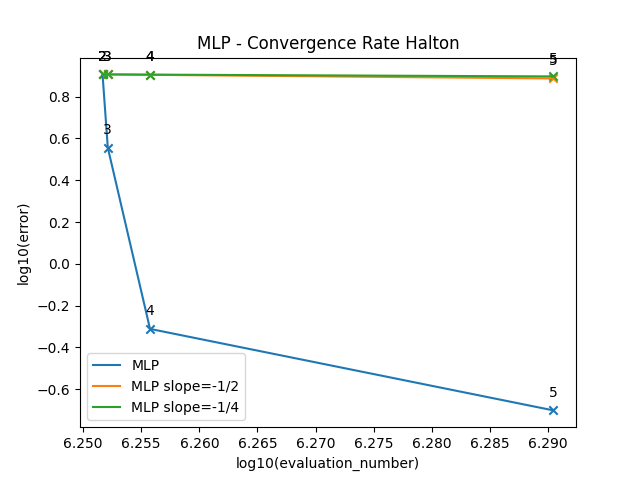 MLP - Convergence Rate Halton
2 3 4 5
3
4
5
5
log10(error)
0.8
0.6
0.4
0.2
0.0
−0.2
−0.4
−0.6
MLP
MLP slope=-1/2
MLP slope=-1/4
6.250 6.255 6.260 6.265 6.270 6.275 6.280 6.285 6.290
log10(evaluation_number)